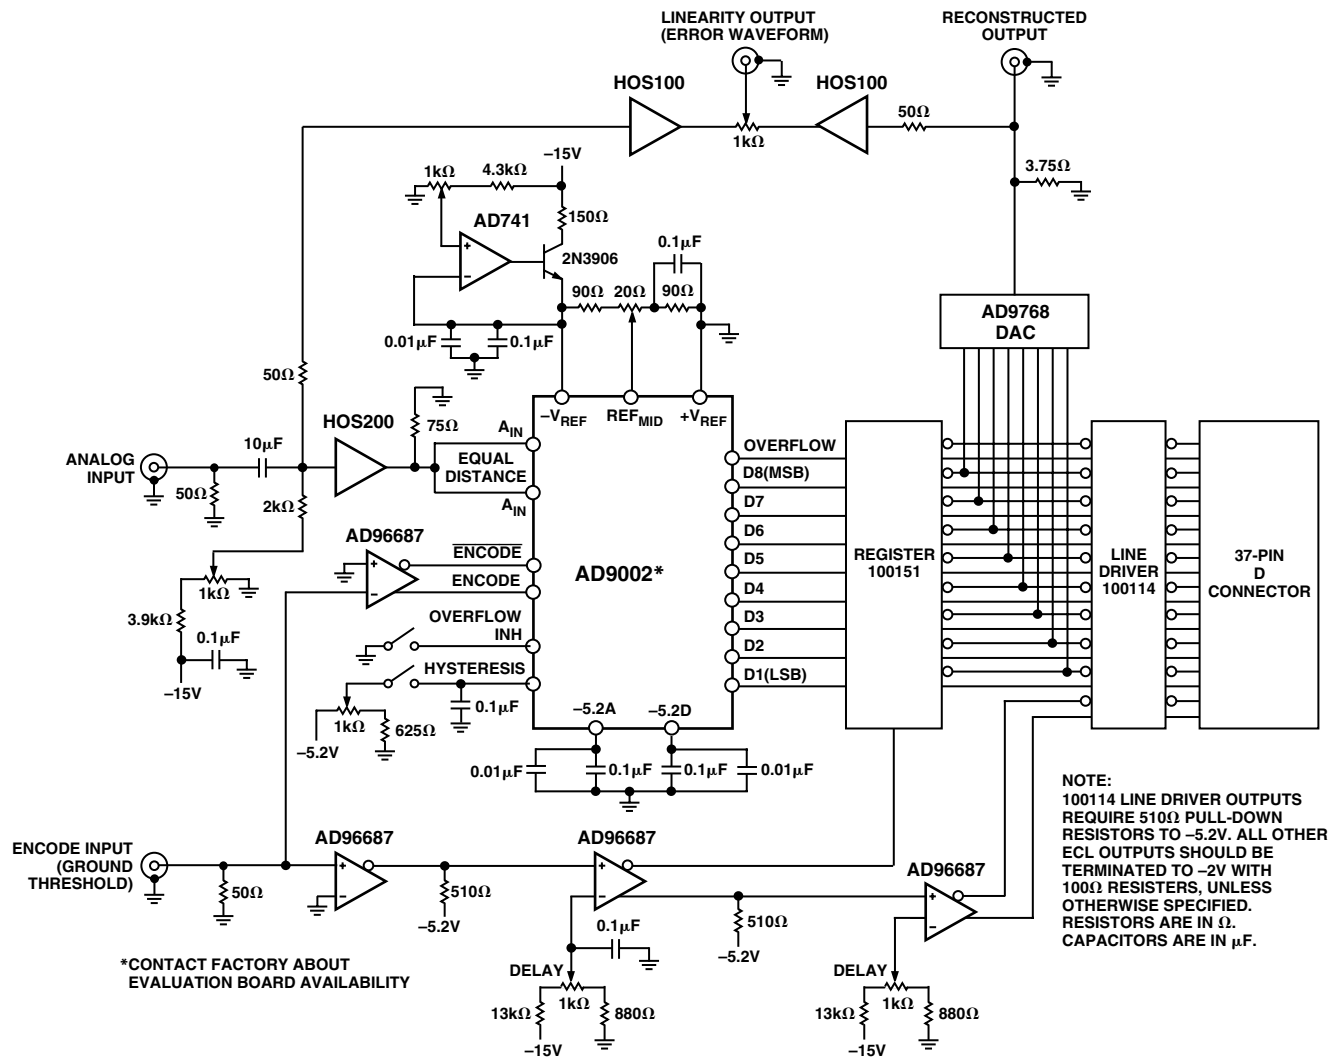 LINEARITY OUTPUT
(ERROR WAVEFORM)
RECONSTRUCTED
OUTPUT
HOS100
HOS100
50Ω
1kΩ
–15V
3.75Ω
1kΩ
4.3kΩ
150Ω
AD741
0.1μF
2N3906
+
–
90Ω
20Ω
90Ω
AD9768
DAC
0.01μF
0.1μF
50Ω
–VREF
REFMID
+VREF
HOS200
75Ω
AIN
10μF
EQUAL
DISTANCE
ANALOG
INPUT
50Ω
2kΩ
AIN
OVERFLOW
D8(MSB)
D7
D6
D5
D4
D3
D2
D1(LSB)
AD96687
+
–
ENCODE
ENCODE
AD9002*
REGISTER
100151
LINE
DRIVER
100114
37-PIN
D
CONNECTOR
1kΩ
3.9kΩ
0.1μF
–15V
OVERFLOW
INH
HYSTERESIS
0.1μF
1kΩ
625Ω
–5.2V
–5.2A
–5.2D
0.01μF
0.1μF
0.1μF
0.01μF
NOTE:
100114 LINE DRIVER OUTPUTS
REQUIRE 510Ω PULL-DOWN
RESISTORS TO –5.2V. ALL OTHER
ECL OUTPUTS SHOULD BE
TERMINATED TO –2V WITH
100Ω RESISTERS, UNLESS
OTHERWISE SPECIFIED.
RESISTORS ARE IN Ω.
CAPACITORS ARE IN μF.
ENCODE INPUT
(GROUND
THRESHOLD)
50Ω
AD96687
+
–
510Ω
–5.2V
AD96687
+
–
510Ω
–5.2V
AD96687
+
–
0.1μF
DELAY
13kΩ
1kΩ
880Ω
–15V
DELAY
13kΩ
1kΩ
880Ω
–15V
*CONTACT FACTORY ABOUT
EVALUATION BOARD AVAILABILITY